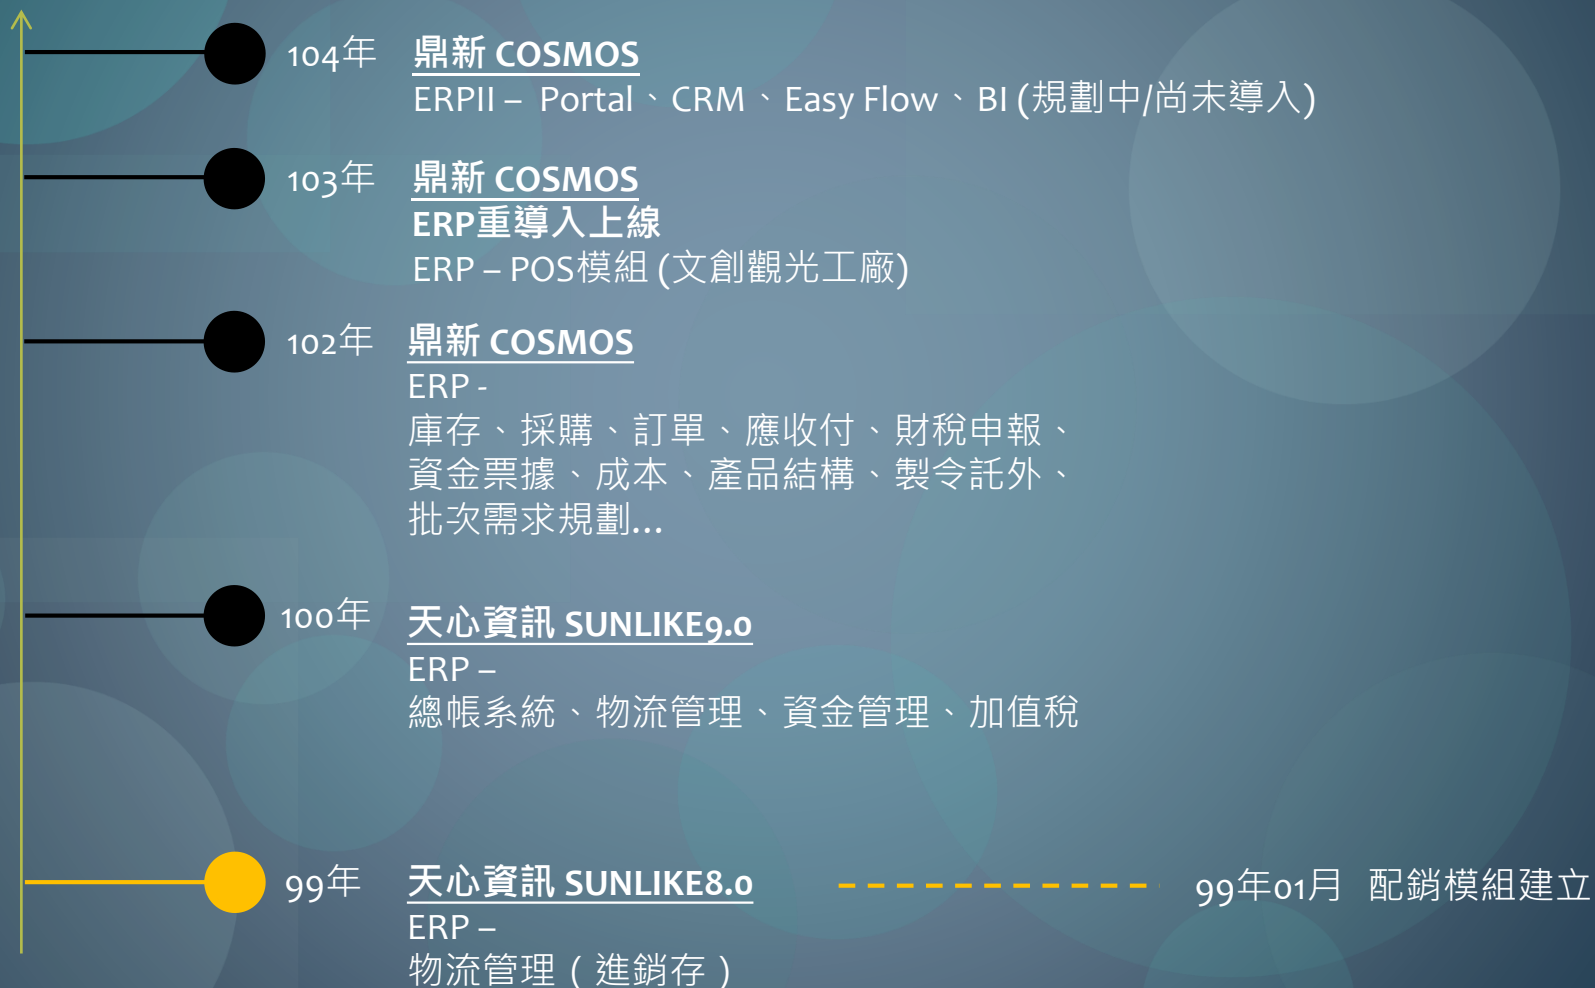 104年 鼎新 COSMOS
ERPII – Portal、CRM、Easy Flow、BI (規劃中/尚未導入)
103年 鼎新 COSMOS
ERP重導入上線
ERP – POS模組 (文創觀光工廠)
102年 鼎新 COSMOS
ERP -
庫存、採購、訂單、應收付、財稅申報、
資金票據、成本、產品結構、製令託外、
批次需求規劃...
100年 天心資訊 SUNLIKE9.0
ERP –
總帳系統、物流管理、資金管理、加值稅
99年 天心資訊 SUNLIKE8.0 99年01月 配銷模組建立
ERP –
物流管理（進銷存）